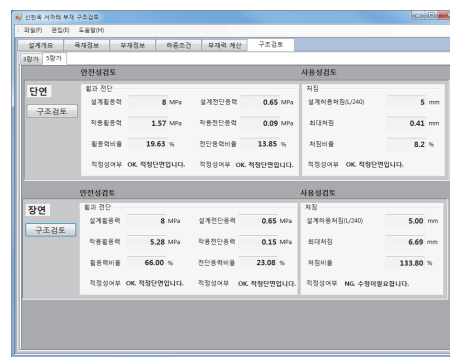 신한옥 서까래 부재 구조검토
파일(F) 편집(E) 도움말(H)
설계개요 목재정보 부재정보 하중조건 부재력 계산 구조검토
3량가 5량가
안전성검토 사용성검토
단연
구조검토
휨과 전단 처짐
설계휨응력 8 MPa 설계전단응력 0.65 MPa 설계허용처짐(L/240) 5 mm
작용휨응력 1.57 MPa 작용전단응력 0.09 MPa 최대처짐 0.41 mm
휨응력비율 19.63 % 전단응력비율 13.85 % 처짐비율 8.2 %
적정성여부 OK. 적정단면입니다. 적정성여부 OK. 적정단면입니다. 적정성여부 OK. 적정단면입니다.
안전성검토 사용성검토
장연
구조검토
휨과 전단 처짐
설계휨응력 8 MPa 설계전단응력 0.65 MPa 설계허용처짐(L/240) 5.00 mm
작용휨응력 5.28 MPa 작용전단응력 0.15 MPa 최대처짐 6.69 mm
휨응력비율 66.00 % 전단응력비율 23.08 % 처짐비율 133.80 %
적정성여부 OK. 적정단면입니다. 적정성여부 OK. 적정단면입니다. 적정성여부 NG. 수정이필요합니다.